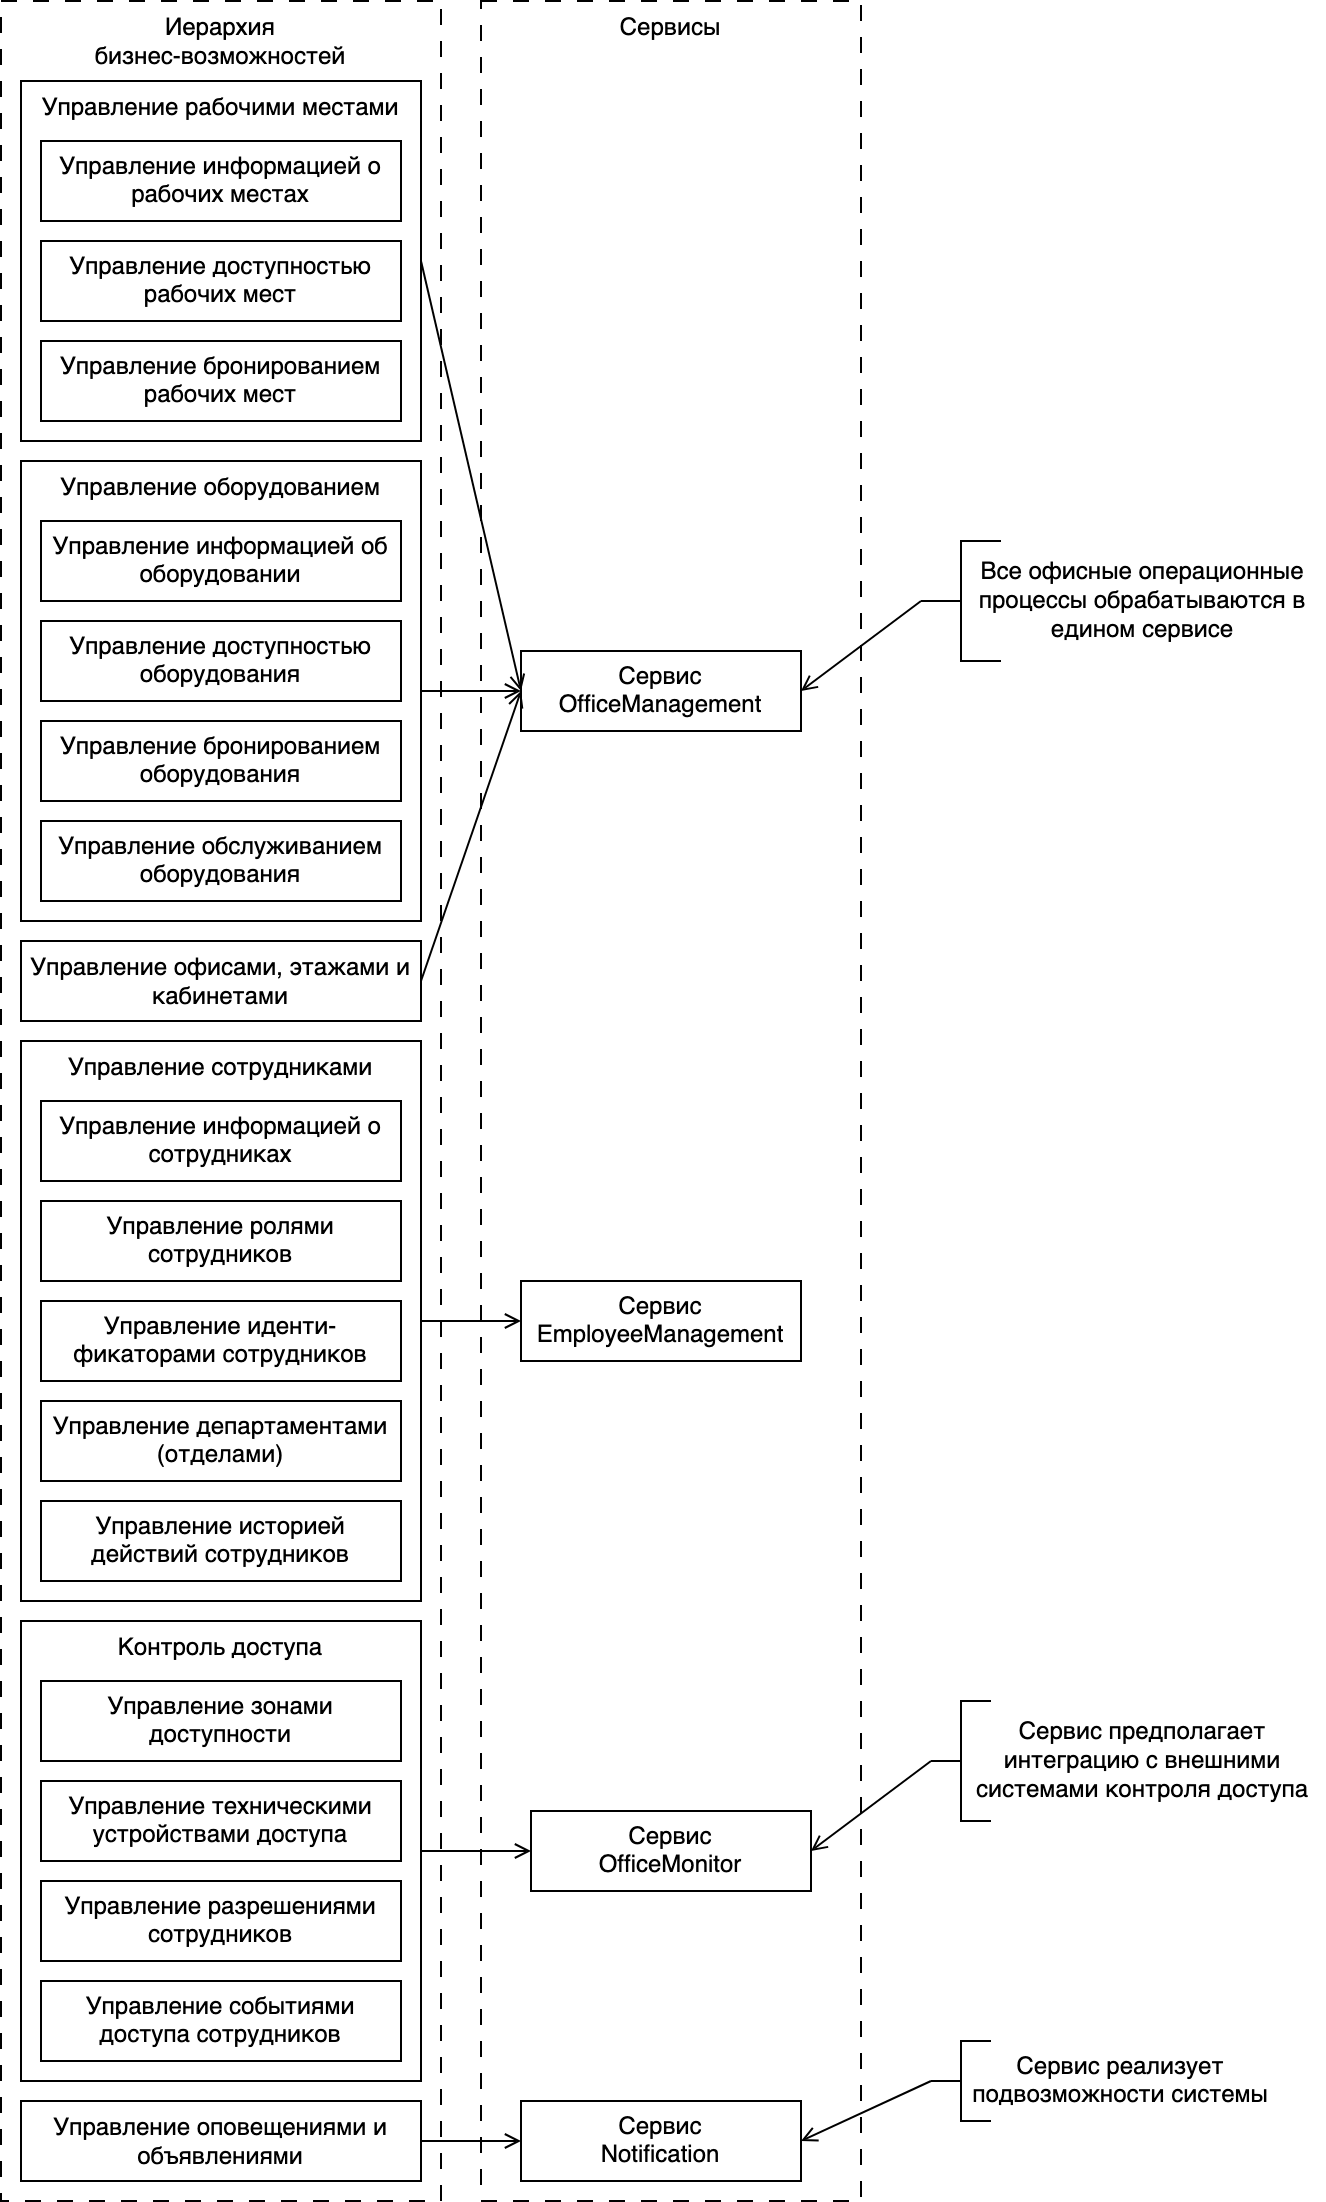 Иерархия
бизнес-возможностей
Управление рабочими местами
Управление информацией о
рабочих местах
Управление доступностью
рабочих мест
Управление бронированием
рабочих мест
Управление оборудованием
Управление информацией об
оборудовании
Управление доступностью
оборудования
Управление бронированием
оборудования
Управление обслуживанием
оборудования
Управление офисами, этажами и
кабинетами
Управление сотрудниками
Управление информацией о
сотрудниках
Управление ролями
сотрудников
Управление иденти-
фикаторами сотрудников
Управление департаментами
(отделами)
Управление историей
действий сотрудников
Контроль доступа
Управление зонами
доступности
Управление техническими
устройствами доступа
Управление разрешениями
сотрудников
Управление событиями
доступа сотрудников
Управление оповещениями и
объявлениями
Сервисы
Сервис
OfficeManagement
Сервис
EmployeeManagement
Сервис
OfficeMonitor
Сервис
Notification
Все офисные операционные
процессы обрабатываются в
едином сервисе
Сервис предполагает
интеграцию с внешними
системами контроля доступа
Сервис реализует
подвозможности системы